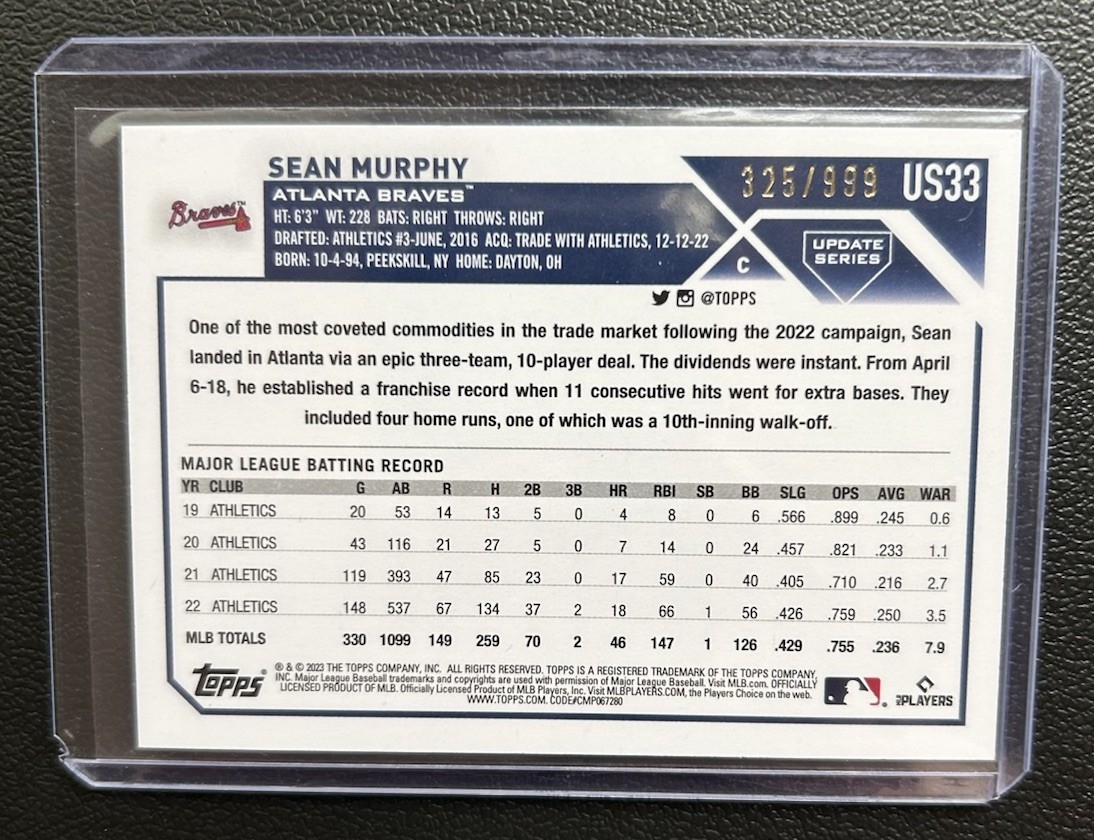 SEAN MURPHY
325/999 US33
Braves™
ATLANTA BRAVES™
HT: 6'3" WT: 228 BATS: RIGHT THROWS: RIGHT
DRAFTED: ATHLETICS #3-JUNE, 2016 ACQ: TRADE WITH ATHLETICS, 12-12-22
BORN: 10-4-94, PEEKSKILL, NY HOME: DAYTON, OH
C
UPDATE
SERIES
@TOPPS
One of the most coveted commodities in the trade market following the 2022 campaign, Sean
landed in Atlanta via an epic three-team, 10-player deal. The dividends were instant. From April
6-18, he established a franchise record when 11 consecutive hits went for extra bases. They
included four home runs, one of which was a 10th-inning walk-off.
MAJOR LEAGUE BATTING RECORD
YR CLUB G AB R H 2B 3B HR RBI SB BB SLG OPS AVG WAR
19 ATHLETICS 20 53 14 13 5 0 4 8 0 6 .566 .899 .245 0.6
20 ATHLETICS 43 116 21 27 5 0 7 14 0 24 .457 .821 .233 1.1
21 ATHLETICS 119 393 47 85 23 0 17 59 0 40 .405 .710 .216 2.7
22 ATHLETICS 148 537 67 134 37 2 18 66 1 56 .426 .759 .250 3.5
MLB TOTALS 330 1099 149 259 70 2 46 147 1 126 .429 .755 .236 7.9
Topps®
® & © 2023 THE TOPPS COMPANY, INC. ALL RIGHTS RESERVED. TOPPS IS A REGISTERED TRADEMARK OF THE TOPPS COMPANY,
INC. Major League Baseball trademarks and copyrights are used with permission of Major League Baseball. Visit MLB.com. OFFICIALLY
LICENSED PRODUCT OF MLB. Officially Licensed Product of MLB Players, Inc. Visit MLBPLAYERS.COM, the Players Choice on the web.
WWW.TOPPS.COM. CODE#CMP067280
MLB PLAYERS